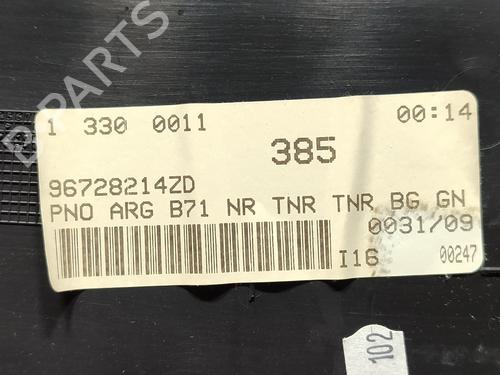 B-PARTS
1 330 0011 00:14
385
96728214ZD
PNO ARG B71 NR TNR TNR BG GN
0031/09
I16 00247
102